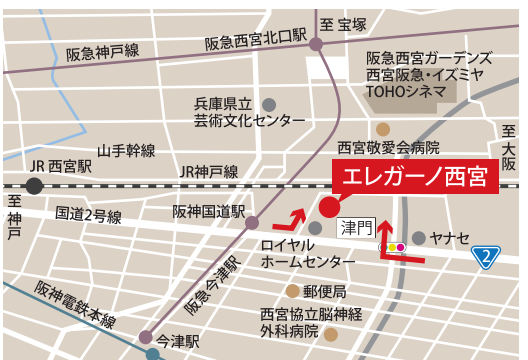 至 宝塚
阪急西宮北口駅
阪急神戸線
阪急西宮ガーデンズ
西宮阪急・イズミヤ
TOHOシネマ
兵庫県立
芸術文化センター
至大阪
西宮敬愛会病院
山手幹線
JR 西宮駅
JR神戸線
エレガーノ西宮
至神戸
国道2号線
阪神国道駅
津門
ヤナセ
ロイヤル
ホームセンター
2
阪急今津駅
阪神電鉄本線
郵便局
西宮協立脳神経
外科病院
今津駅